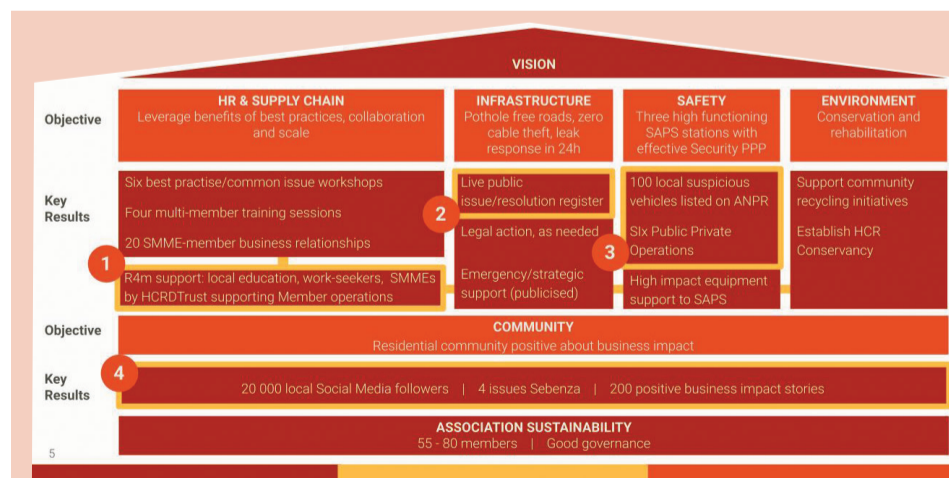 VISION
Objective
HR & SUPPLY CHAIN
Leverage benefits of best practices, collaboration
and scale
INFRASTRUCTURE
Pothole free roads, zero
cable theft, leak
response in 24h
SAFETY
Three high functioning
SAPS stations with
effective Security PPP
ENVIRONMENT
Conservation and
rehabilitation
Key
Results
Six best practise/common issue workshops
Four multi-member training sessions
20 SMME-member business relationships
1
R4m support: local education, work-seekers, SMMEs
by HCRDTrust supporting Member operations
2
Live public
issue/resolution register
Legal action, as needed
Emergency/strategic
support (publicised)
3
100 local suspicious
vehicles listed on ANPR
SIx Public Private
Operations
High impact equipment
support to SAPS
Support community
recycling initiatives
Establish HCR
Conservancy
Objective
COMMUNITY
Residential community positive about business impact
Key
Results
4
20 000 local Social Media followers | 4 issues Sebenza | 200 positive business impact stories
ASSOCIATION SUSTAINABILITY
55 - 80 members | Good governance
5